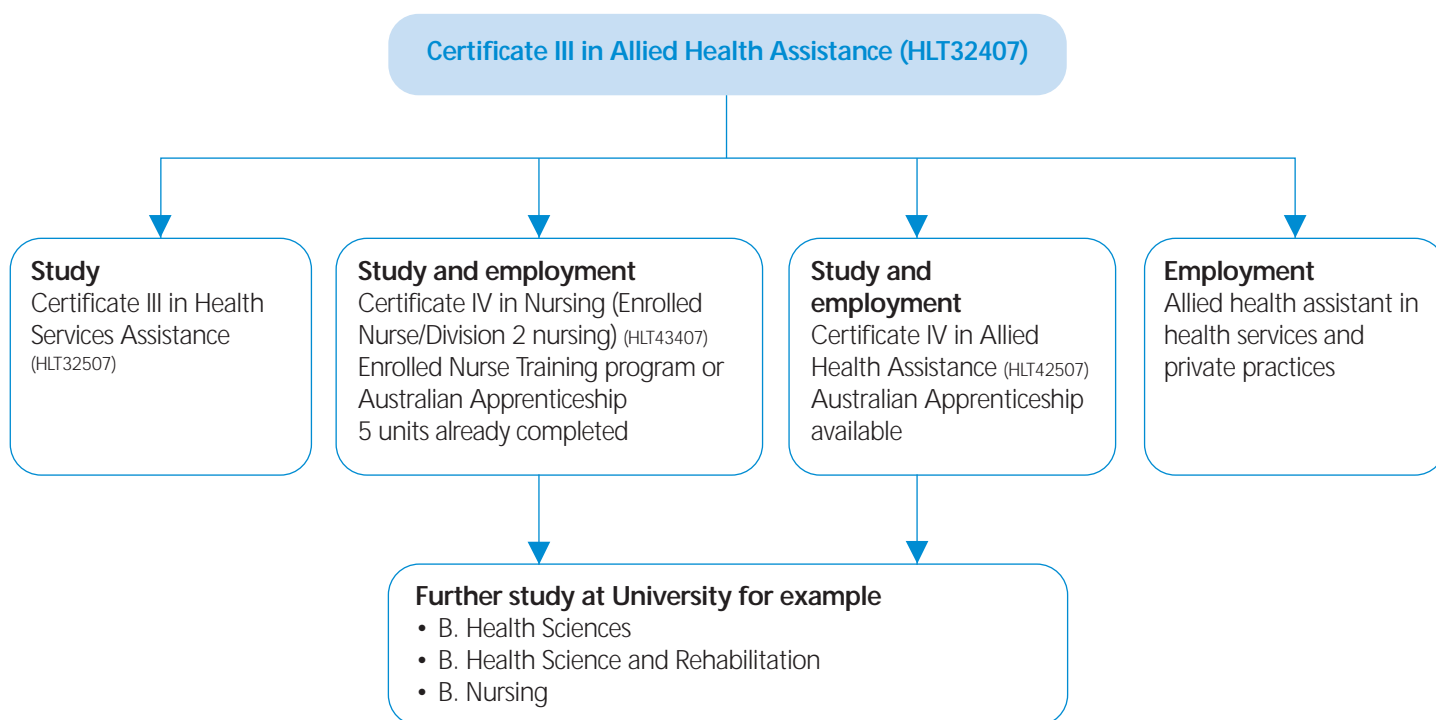 Certificate III in Allied Health Assistance (HLT32407)
Study
Certificate III in Health
Services Assistance
(HLT32507)
Study and employment
Certificate IV in Nursing (Enrolled
Nurse/Division 2 nursing) (HLT43407)
Enrolled Nurse Training program or
Australian Apprenticeship
5 units already completed
Study and
employment
Certificate IV in Allied
Health Assistance (HLT42507)
Australian Apprenticeship
available
Employment
Allied health assistant in
health services and
private practices
Further study at University for example
• B. Health Sciences
• B. Health Science and Rehabilitation
• B. Nursing